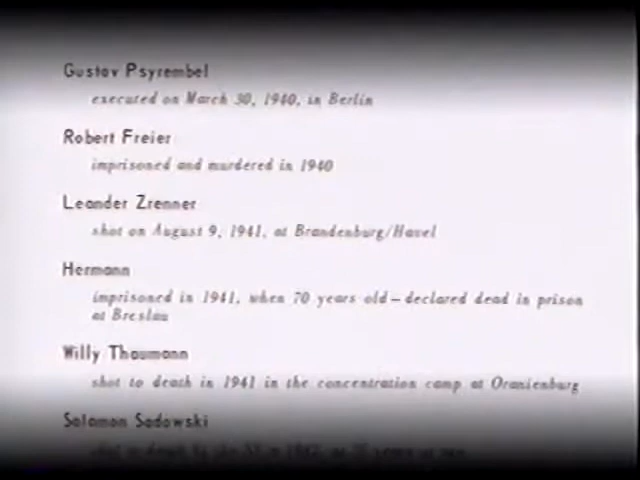 Gustav Psyrembel
executed on March 30, 1940, in Berlin
Robert Freier
imprisoned and murdered in 1940
Leander Zrenner
shot on August 9, 1941, at Brandenburg/Havel
Hermann
imprisoned in 1941, when 70 years old – declared dead in prison
at Breslau
Willy Thaumann
shot to death in 1941 in the concentration camp at Oranienburg
Salomon Sadowski